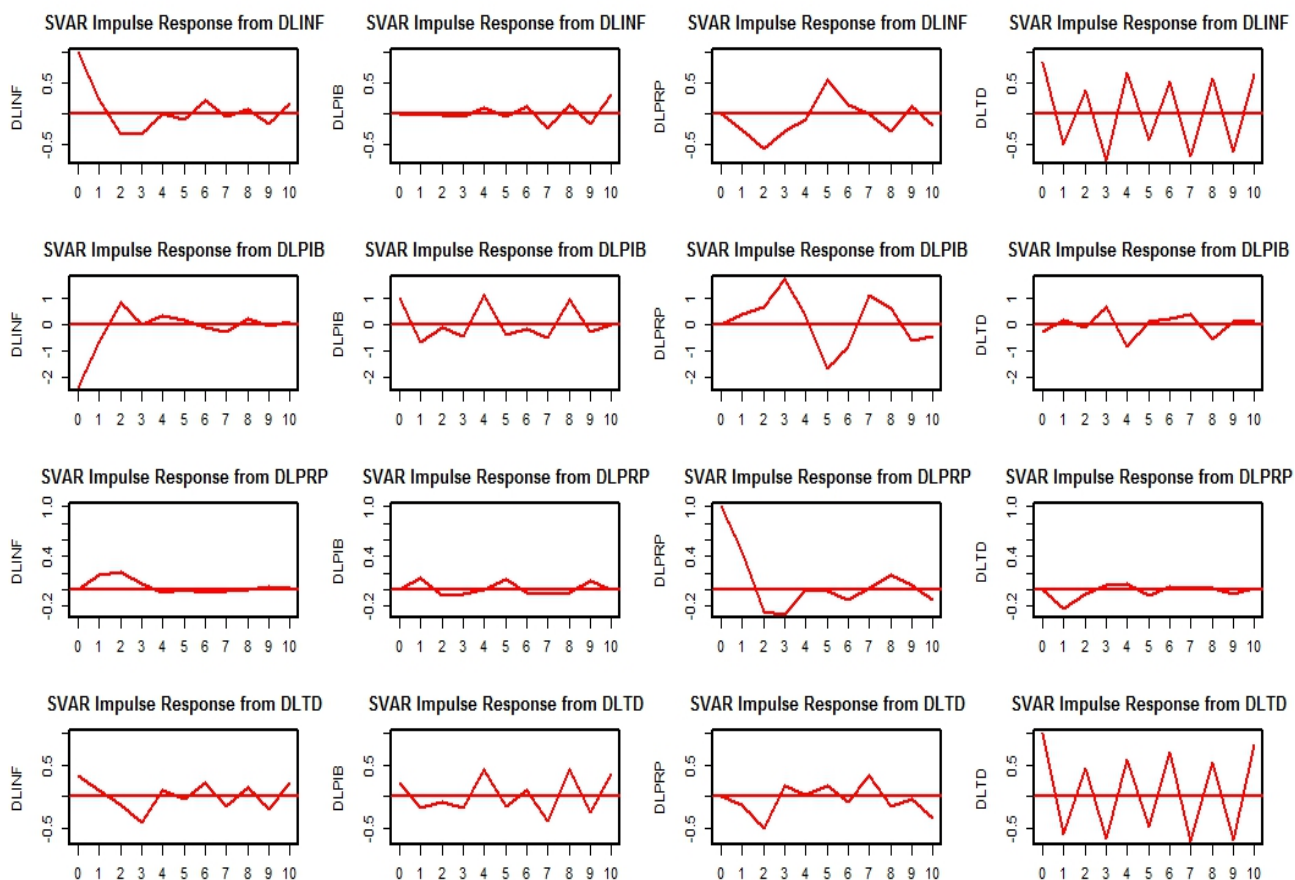 SVAR Impulse Response from DLINF SVAR Impulse Response from DLINF SVAR Impulse Response from DLINF SVAR Impulse Response from DLINF
DLINF
0.5
-0.5
0 1 2 3 4 5 6 7 8 9 10
DLPIB
0 1 2 3 4 5 6 7 8 9 10
DLPRP
0.5
-0.5
0 1 2 3 4 5 6 7 8 9 10
DLTD
0.5
-0.5
0 1 2 3 4 5 6 7 8 9 10
SVAR Impulse Response from DLPIB SVAR Impulse Response from DLPIB SVAR Impulse Response from DLPIB SVAR Impulse Response from DLPIB
DLINF
1
0
-1
-2
0 1 2 3 4 5 6 7 8 9 10
DLPIB
1
0
-1
-2
0 1 2 3 4 5 6 7 8 9 10
DLPRP
1
0
-1
-2
0 1 2 3 4 5 6 7 8 9 10
DLTD
1
0
-1
-2
0 1 2 3 4 5 6 7 8 9 10
SVAR Impulse Response from DLPRP SVAR Impulse Response from DLPRP SVAR Impulse Response from DLPRP SVAR Impulse Response from DLPRP
DLINF
1.0
0.4
-0.2
0 1 2 3 4 5 6 7 8 9 10
DLPIB
1.0
0.4
-0.2
0 1 2 3 4 5 6 7 8 9 10
DLPRP
1.0
0.4
-0.2
0 1 2 3 4 5 6 7 8 9 10
DLTD
1.0
0.4
-0.2
0 1 2 3 4 5 6 7 8 9 10
SVAR Impulse Response from DLTD SVAR Impulse Response from DLTD SVAR Impulse Response from DLTD SVAR Impulse Response from DLTD
DLINF
0.5
-0.5
0 1 2 3 4 5 6 7 8 9 10
DLPIB
0.5
-0.5
0 1 2 3 4 5 6 7 8 9 10
DLPRP
0.5
-0.5
0 1 2 3 4 5 6 7 8 9 10
DLTD
0.5
-0.5
0 1 2 3 4 5 6 7 8 9 10